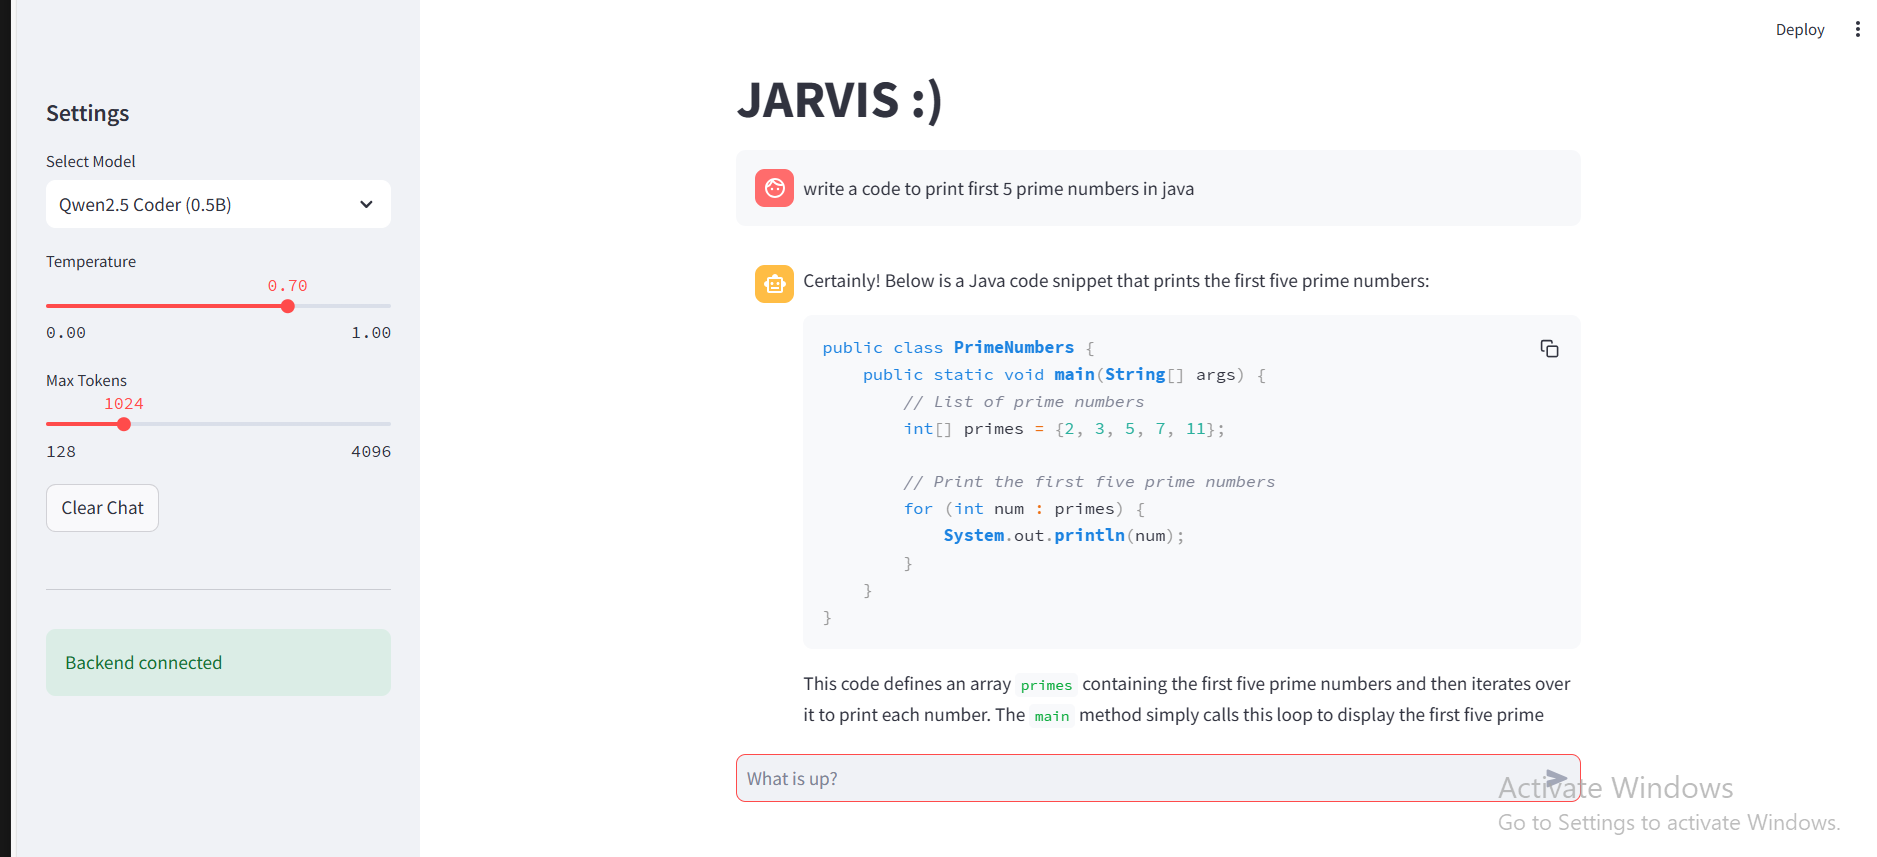 Deploy
Settings
Select Model
Qwen2.5 Coder (0.5B)
Temperature
0.70
0.00 1.00
Max Tokens
1024
128 4096
Clear Chat
Backend connected
JARVIS :)
write a code to print first 5 prime numbers in java
Certainly! Below is a Java code snippet that prints the first five prime numbers:
public class PrimeNumbers {
    public static void main(String[] args) {
        // List of prime numbers
        int[] primes = {2, 3, 5, 7, 11};

        // Print the first five prime numbers
        for (int num : primes) {
            System.out.println(num);
        }
    }
}
This code defines an array primes containing the first five prime numbers and then iterates over
it to print each number. The main method simply calls this loop to display the first five prime
What is up?
Activate Windows
Go to Settings to activate Windows.